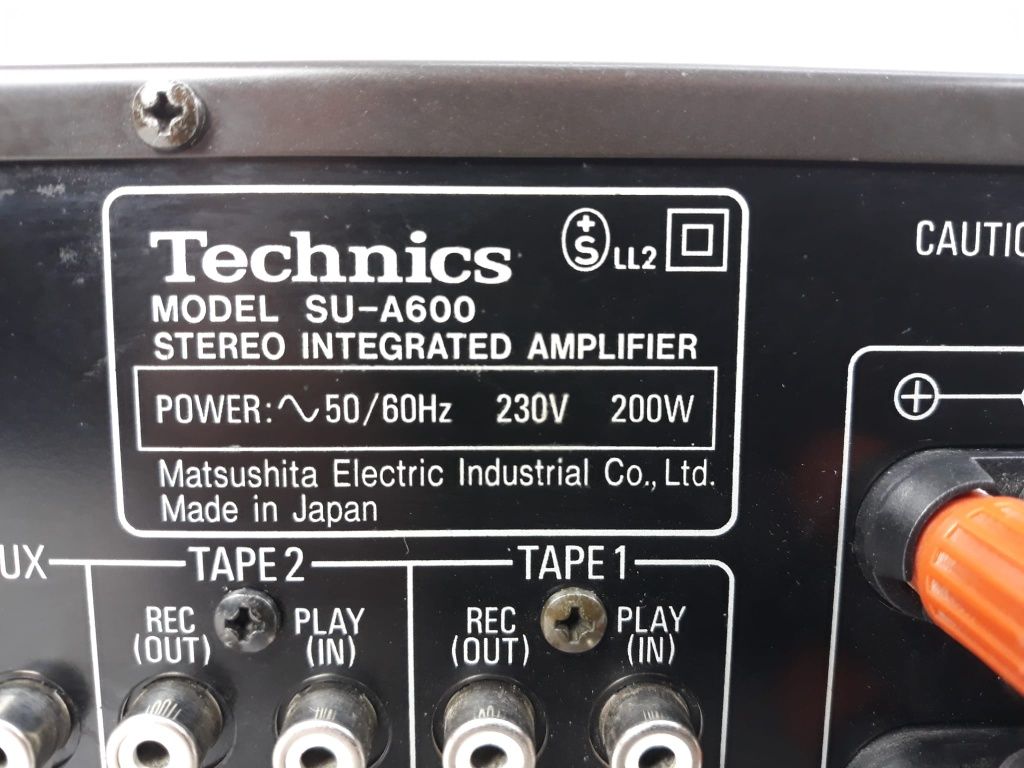 Technics
S LL2
MODEL SU-A600
STEREO INTEGRATED AMPLIFIER
POWER: ∿ 50/60Hz 230V 200W
Matsushita Electric Industrial Co., Ltd.
Made in Japan
CAUTIO
UX
TAPE 2
TAPE 1
REC (OUT)
PLAY (IN)
REC (OUT)
PLAY (IN)